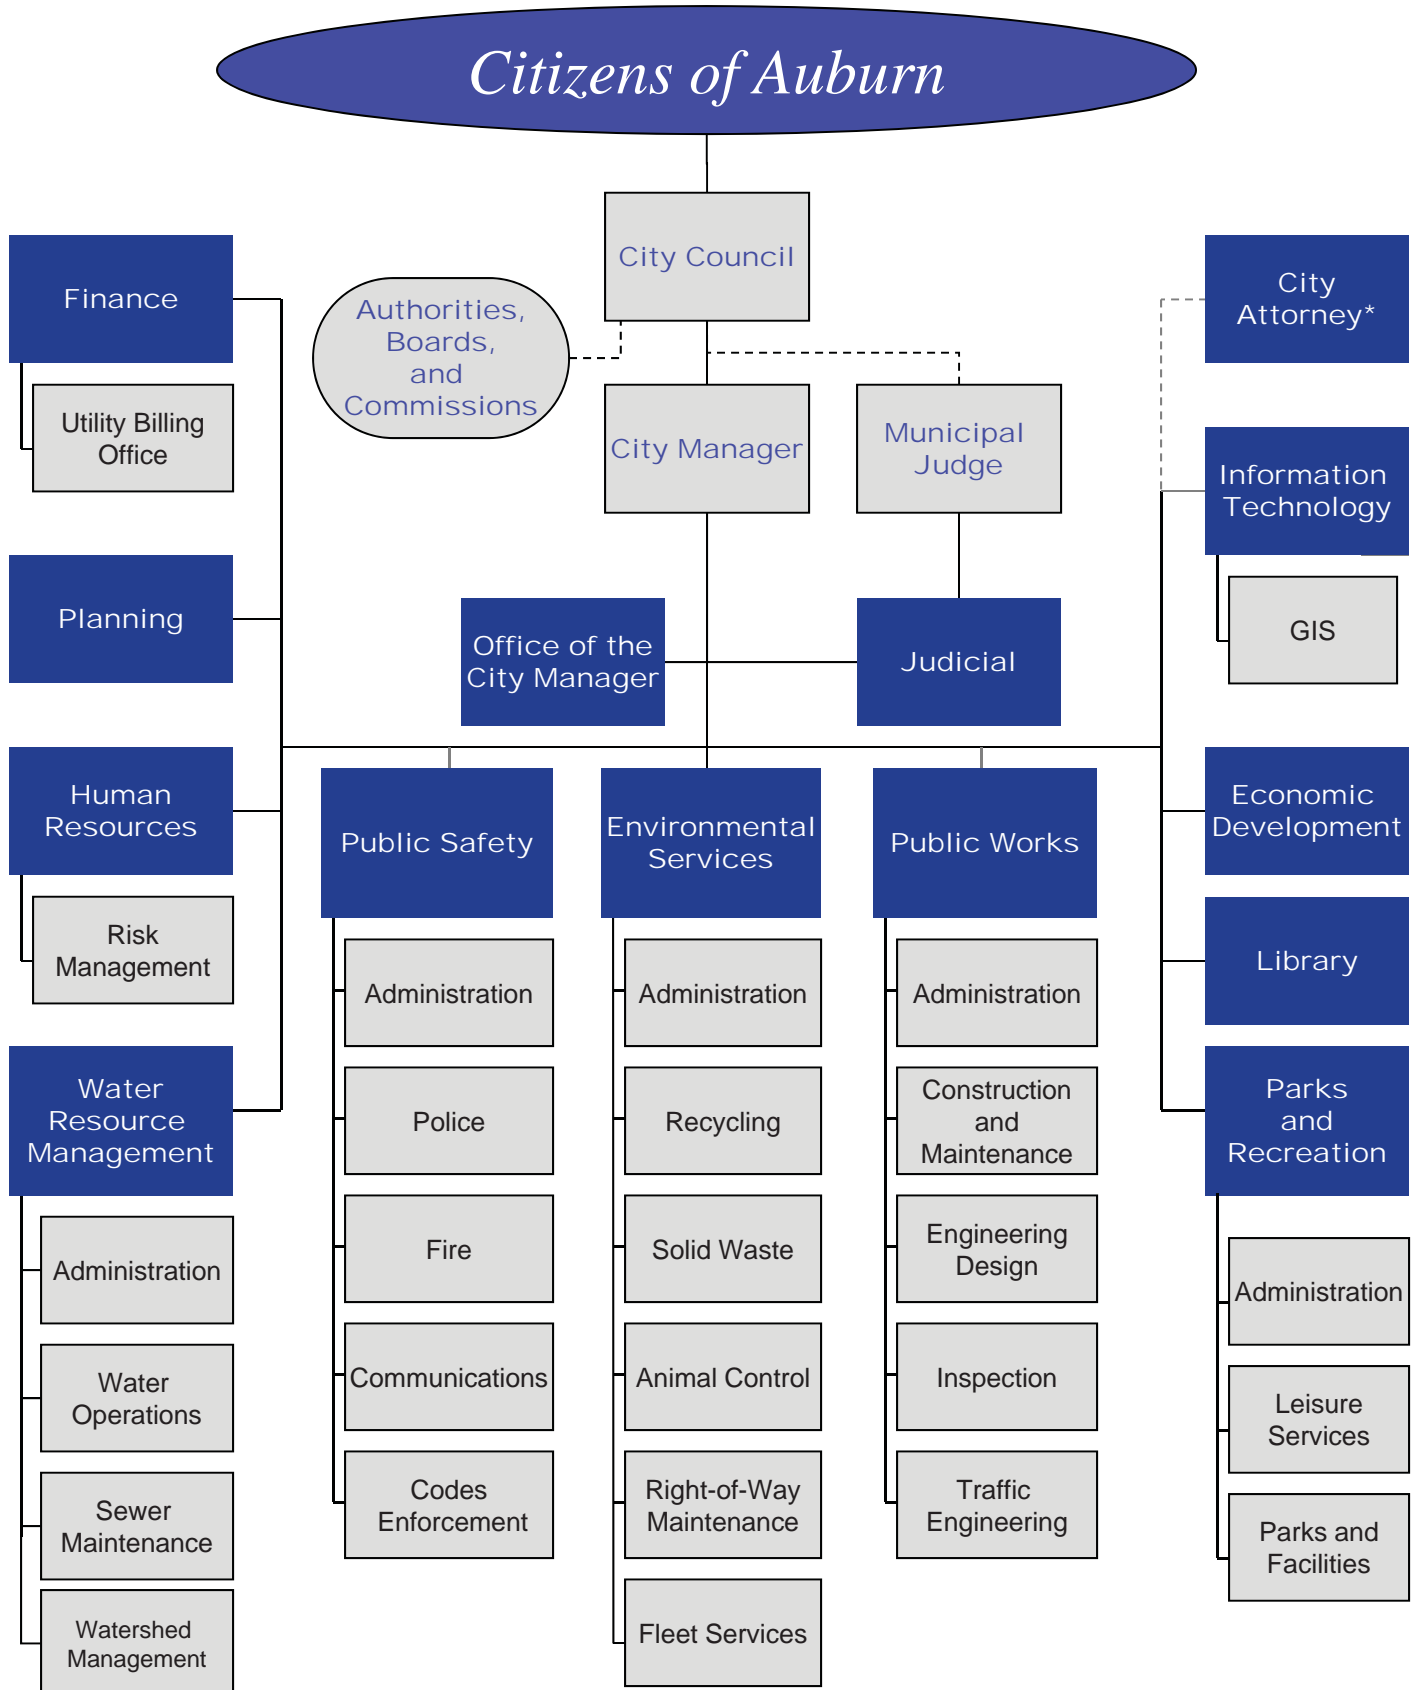 Citizens of Auburn
City Council
Authorities,
Boards,
and
Commissions
City Manager
Municipal
Judge
Office of the
City Manager
Judicial
Finance
Utility Billing
Office
Planning
Human
Resources
Risk
Management
Water
Resource
Management
Administration
Water
Operations
Sewer
Maintenance
Watershed
Management
Public Safety
Administration
Police
Fire
Communications
Codes
Enforcement
Environmental
Services
Administration
Recycling
Solid Waste
Animal Control
Right-of-Way
Maintenance
Fleet Services
Public Works
Administration
Construction
and
Maintenance
Engineering
Design
Inspection
Traffic
Engineering
City
Attorney*
Information
Technology
GIS
Economic
Development
Library
Parks
and
Recreation
Administration
Leisure
Services
Parks and
Facilities